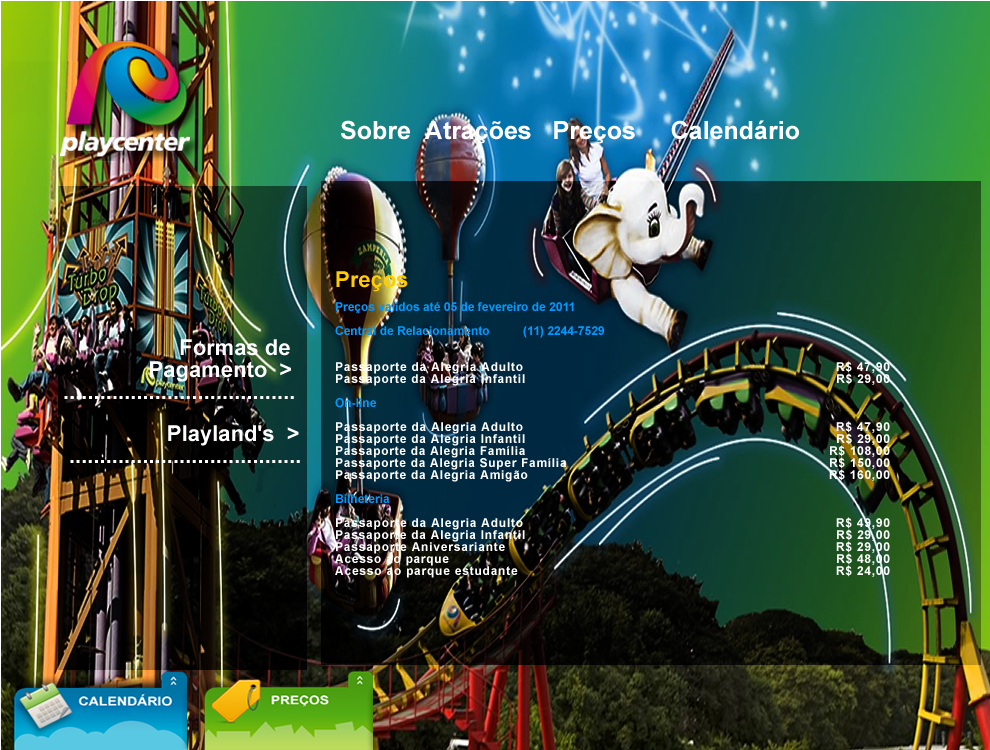 playcenter
Sobre Atrações Preços Calendário
Turbo Drop
ZAMPERLA
Formas de
Pagamento >
playcenter
Playland's >
Preços
Preços válidos até 05 de fevereiro de 2011
Central de Relacionamento (11) 2244-7529
Passaporte da Alegria Adulto R$ 47,90
Passaporte da Alegria Infantil R$ 29,00
On-line
Passaporte da Alegria Adulto R$ 47,90
Passaporte da Alegria Infantil R$ 29,00
Passaporte da Alegria Família R$ 108,00
Passaporte da Alegria Super Família R$ 150,00
Passaporte da Alegria Amigão R$ 160,00
Bilheteria
Passaporte da Alegria Adulto R$ 49,90
Passaporte da Alegria Infantil R$ 29,00
Passaporte Aniversariante R$ 29,00
Acesso ao parque R$ 48,00
Acesso ao parque estudante R$ 24,00
CALENDÁRIO
PREÇOS